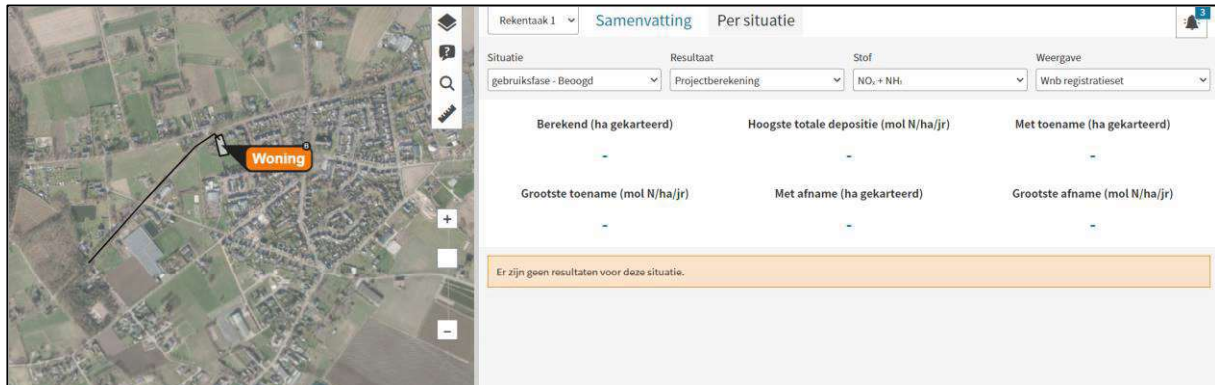 Rekentaak 1 Samenvatting Per situatie 3
Situatie Resultaat Stof Weergave
gebruiksfase - Beoogd Projectberekening NOₓ + NH₃ Wnb registratieset
Berekend (ha gekarteerd) Hoogste totale depositie (mol N/ha/jr) Met toename (ha gekarteerd)
- - -
Grootste toename (mol N/ha/jr) Met afname (ha gekarteerd) Grootste afname (mol N/ha/jr)
- - -
Er zijn geen resultaten voor deze situatie.
Woning 6
+
-